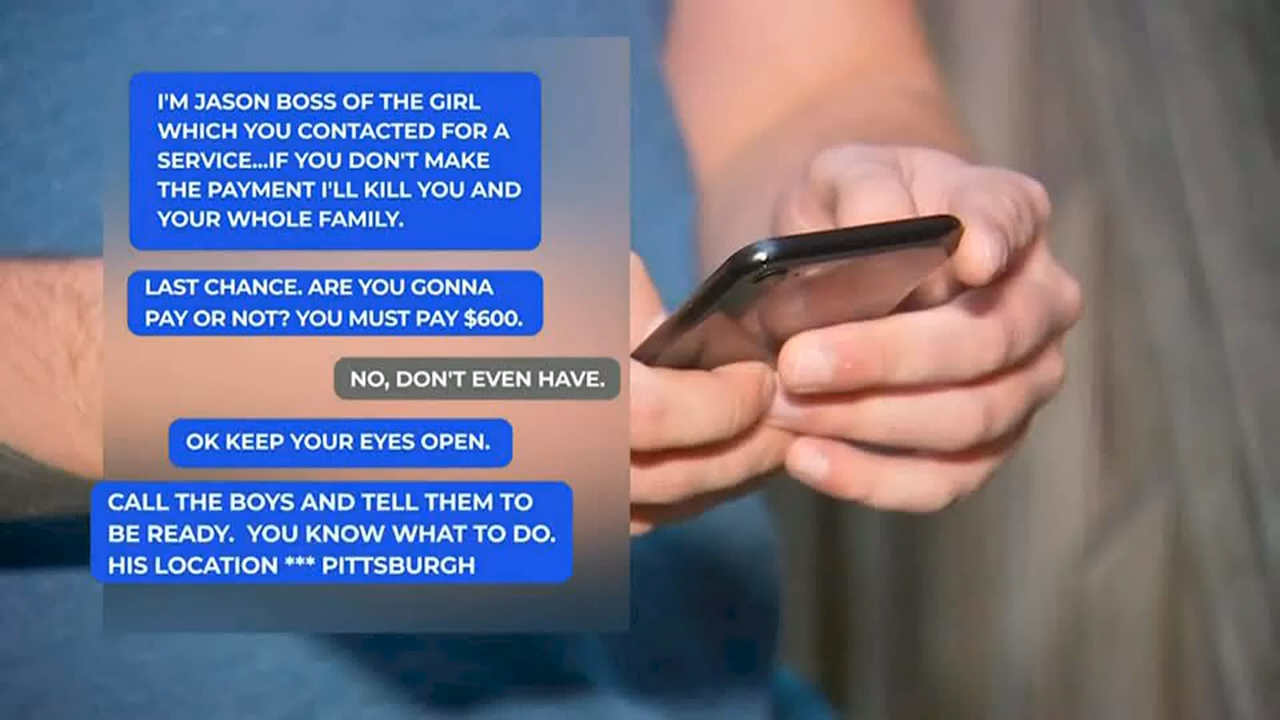 I'M JASON BOSS OF THE GIRL
WHICH YOU CONTACTED FOR A
SERVICE...IF YOU DON'T MAKE
THE PAYMENT I'LL KILL YOU AND
YOUR WHOLE FAMILY.
LAST CHANCE. ARE YOU GONNA
PAY OR NOT? YOU MUST PAY $600.
NO, DON'T EVEN HAVE.
OK KEEP YOUR EYES OPEN.
CALL THE BOYS AND TELL THEM TO
BE READY.  YOU KNOW WHAT TO DO.
HIS LOCATION *** PITTSBURGH